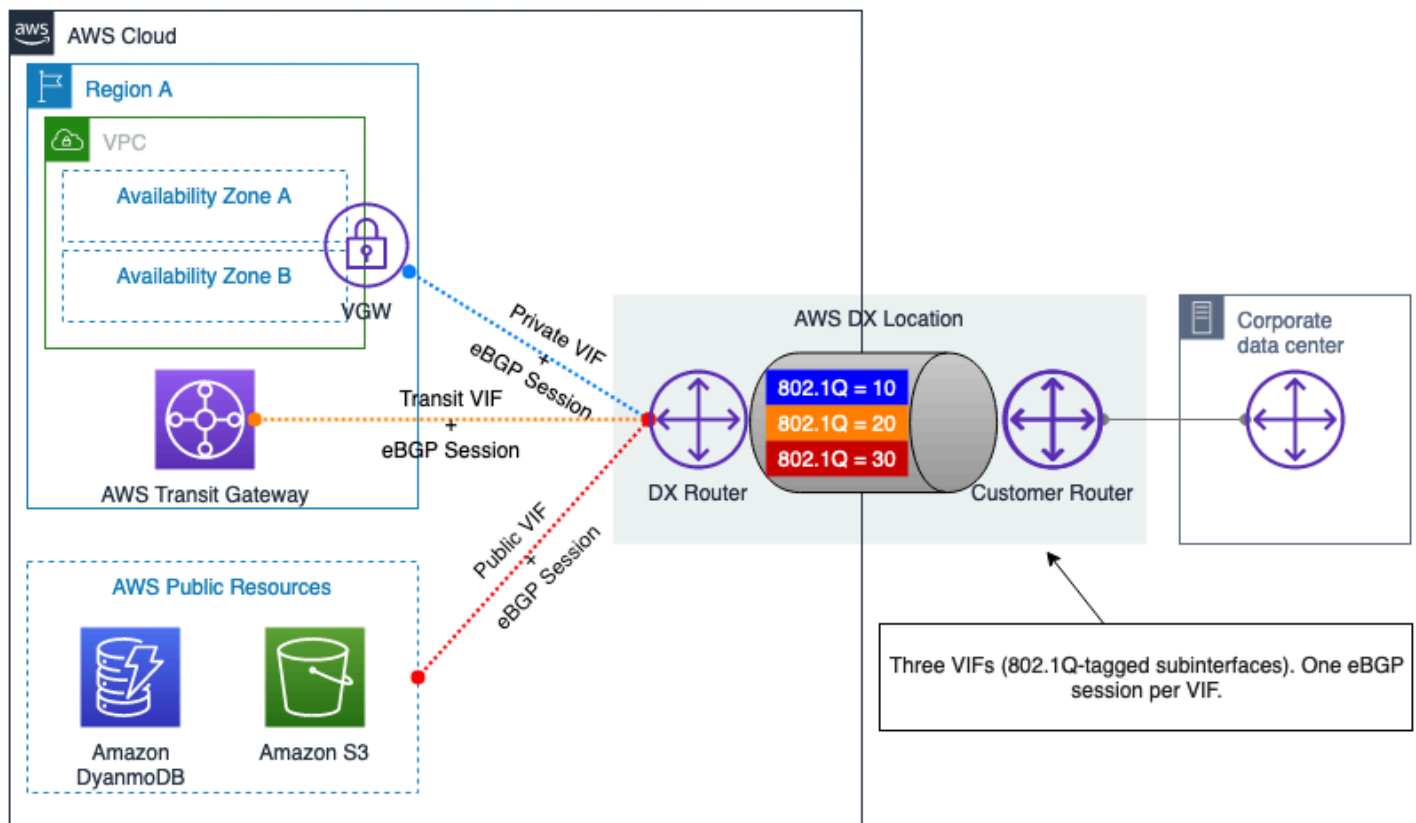 aws
AWS Cloud
Region A
VPC
Availability Zone A
Availability Zone B
VGW
Private VIF
+
eBGP Session
Transit VIF
+
eBGP Session
AWS Transit Gateway
Public VIF
+
eBGP Session
AWS Public Resources
Amazon
DyanmoDB
Amazon S3
AWS DX Location
802.1Q = 10
802.1Q = 20
802.1Q = 30
DX Router
Customer Router
Corporate
data center
Three VIFs (802.1Q-tagged subinterfaces). One eBGP
session per VIF.